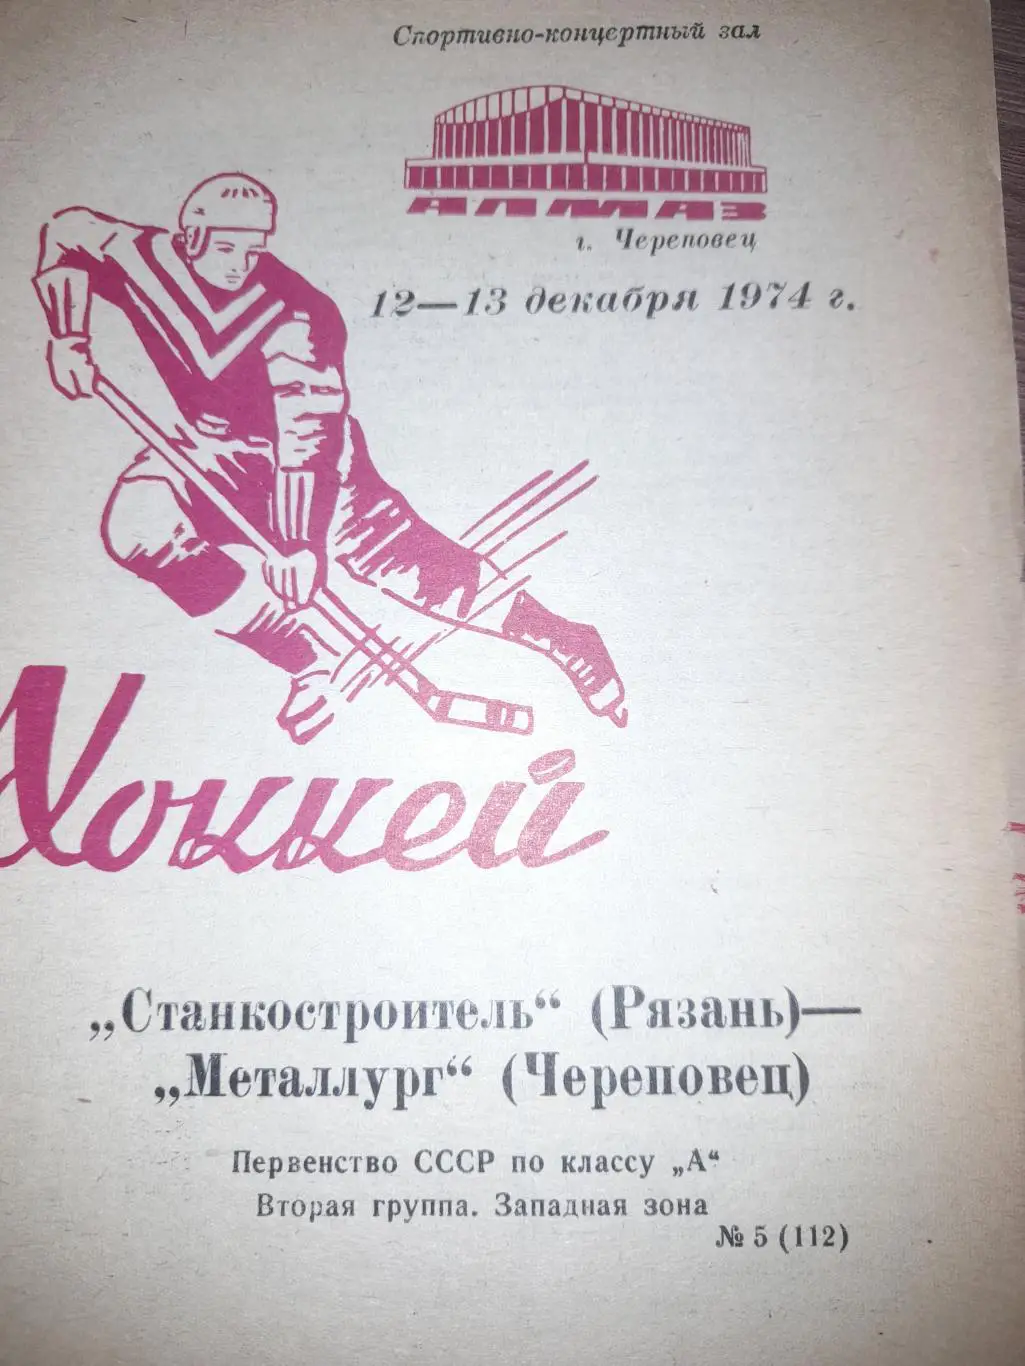 Спортивно-концертный зал
АЛМАЗ
г. Череповец
12—13 декабря 1974 г.
Хоккей
„Станкостроитель“ (Рязань)—
„Металлург“ (Череповец)
Первенство СССР по классу „А“
Вторая группа. Западная зона
№ 5 (112)